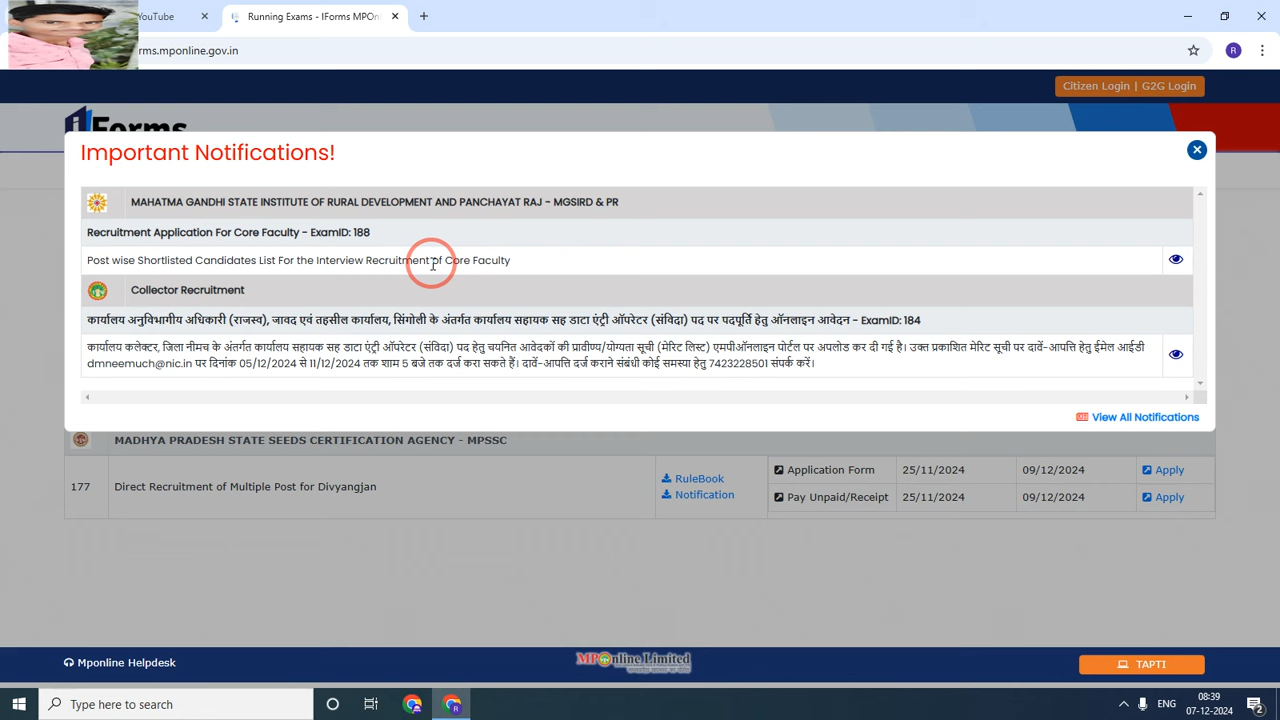 YouTube
Running Exams - IForms MPOn
rms.mponline.gov.in
Citizen Login | G2G Login
iForms
Important Notifications!
MAHATMA GANDHI STATE INSTITUTE OF RURAL DEVELOPMENT AND PANCHAYAT RAJ - MGSIRD & PR
Recruitment Application For Core Faculty - ExamID: 188
Post wise Shortlisted Candidates List For the Interview Recruitment of Core Faculty
Collector Recruitment
कार्यालय अनुविभागीय अधिकारी (राजस्व), जावद एवं तहसील कार्यालय, सिंगोली के अंतर्गत कार्यालय सहायक सह डाटा एंट्री ऑपरेटर (संविदा) पद पर पदपूर्ति हेतु ऑनलाइन आवेदन - ExamID: 184
कार्यालय कलेक्टर, जिला नीमच के अंतर्गत कार्यालय सहायक सह डाटा एंट्री ऑपरेटर (संविदा) पद हेतु चयनित आवेदकों की प्रावीण्य/योग्यता सूची (मेरिट लिस्ट) एमपीऑनलाइन पोर्टल पर अपलोड कर दी गई है। उक्त प्रकाशित मेरिट सूची पर दावें-आपत्ति हेतु ईमेल आईडी
dmneemuch@nic.in पर दिनांक 05/12/2024 से 11/12/2024 तक शाम 5 बजे तक दर्ज करा सकते हैं। दावें-आपत्ति दर्ज कराने संबंधी कोई समस्या हेतु 7423228501 संपर्क करें।
View All Notifications
MADHYA PRADESH STATE SEEDS CERTIFICATION AGENCY - MPSSC
177 Direct Recruitment of Multiple Post for Divyangjan
RuleBook
Notification
Application Form 25/11/2024 09/12/2024 Apply
Pay Unpaid/Receipt 25/11/2024 09/12/2024 Apply
Mponline Helpdesk
MPOnline Limited
TAPTI
Type here to search
ENG
08:39
07-12-2024
2